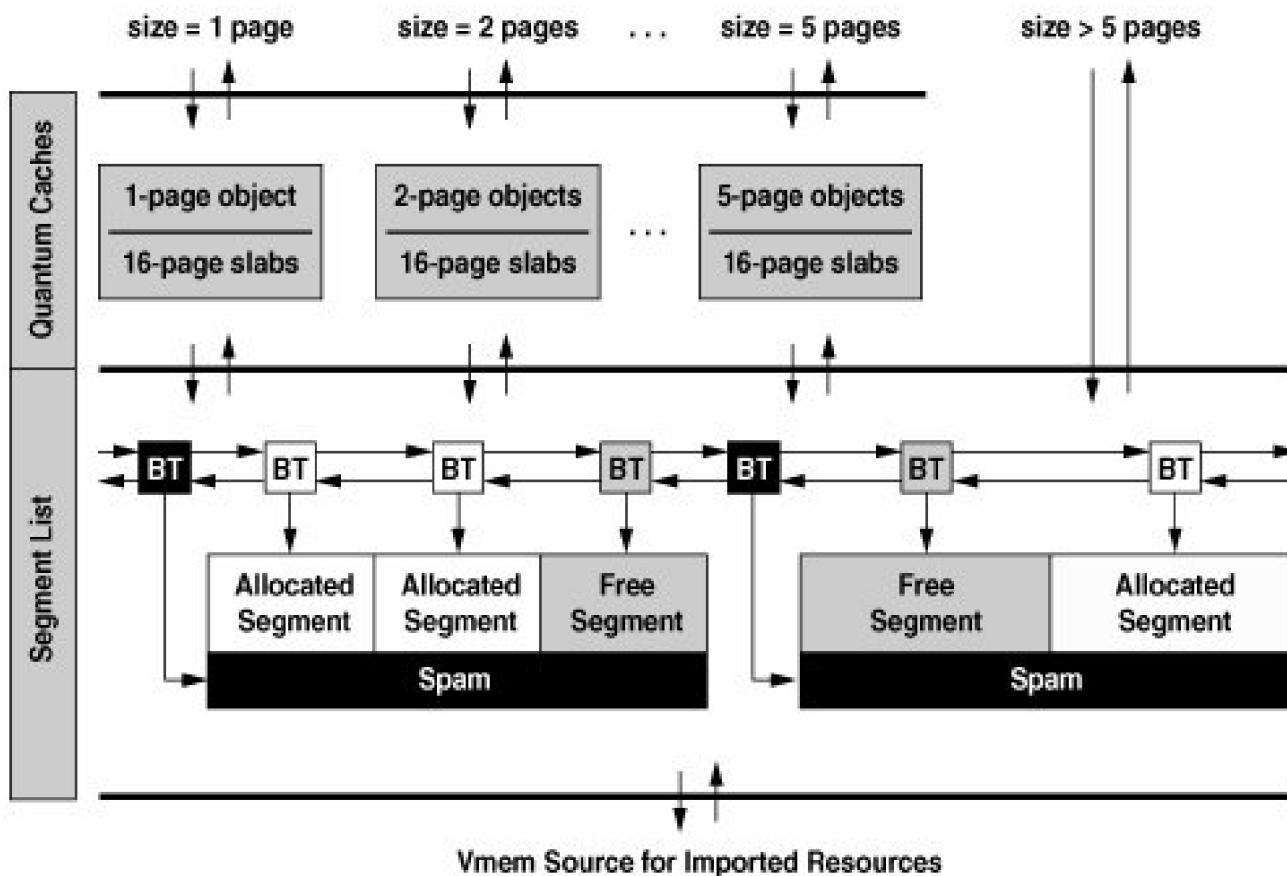 size = 1 page
size = 2 pages
...
size = 5 pages
size > 5 pages
Quantum Caches
1-page object
16-page slabs
2-page objects
16-page slabs
...
5-page objects
16-page slabs
Segment List
BT
BT
BT
BT
BT
BT
BT
Allocated
Segment
Allocated
Segment
Free
Segment
Free
Segment
Allocated
Segment
Spam
Spam
Vmem Source for Imported Resources